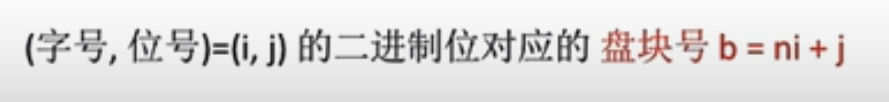 (字号, 位号)=(i, j) 的二进制位对应的 盘块号 b = ni + j